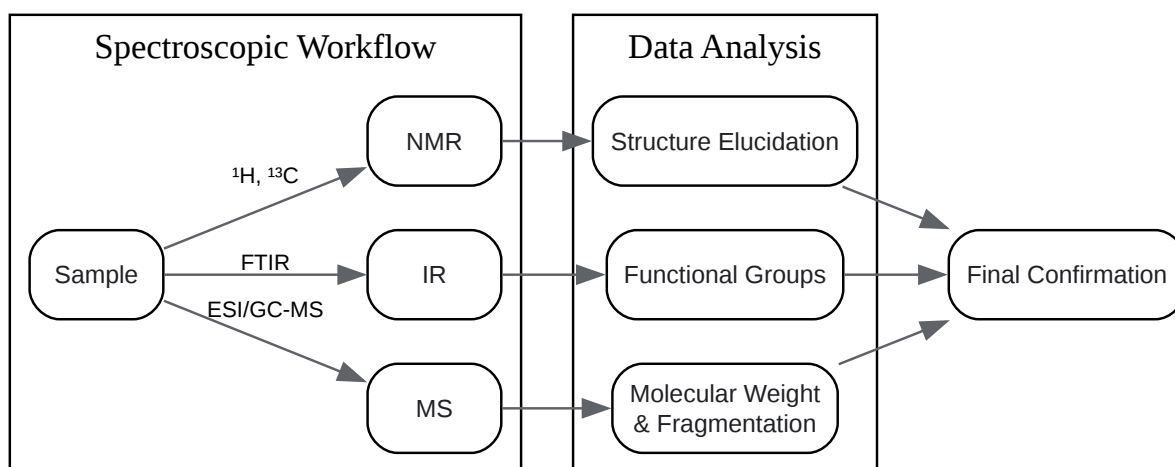 Spectroscopic Workflow
Data Analysis
NMR
Structure Elucidation
¹H, ¹³C
Sample
FTIR
IR
Functional Groups
Final Confirmation
ESI/GC-MS
MS
Molecular Weight
& Fragmentation